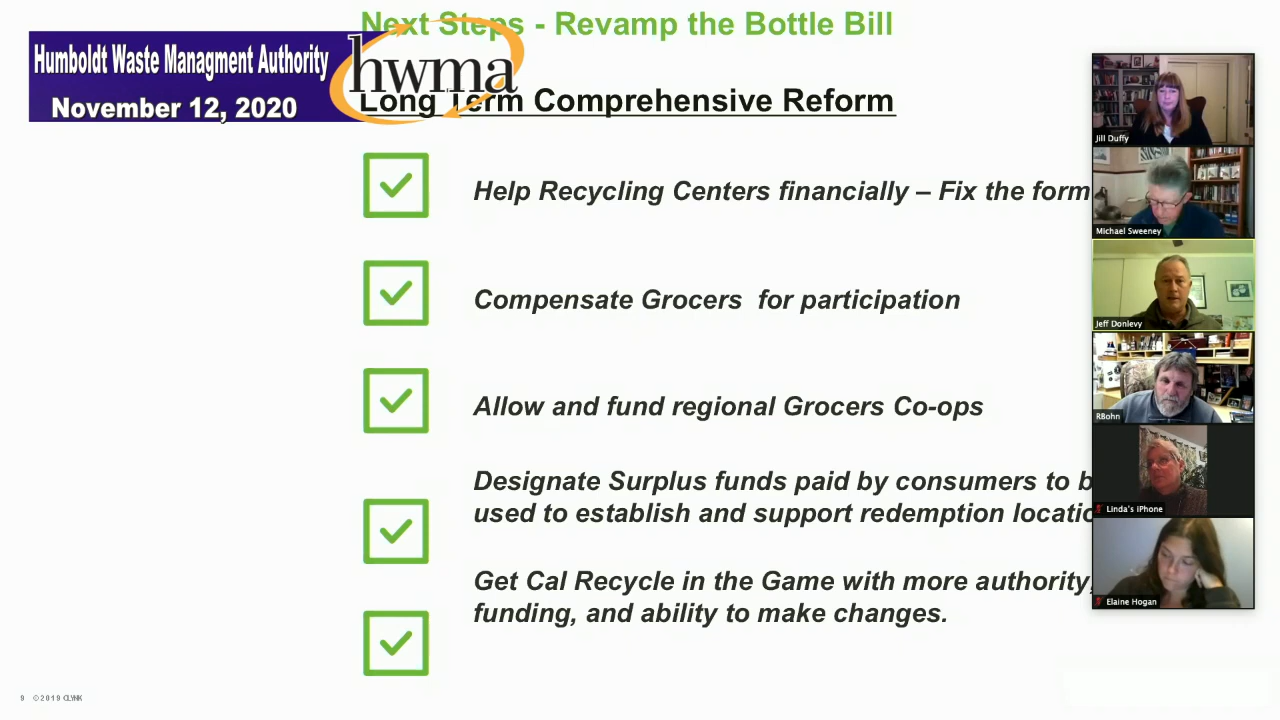 Next Steps - Revamp the Bottle Bill
Humboldt Waste Managment Authority
November 12, 2020
hwma
Long Term Comprehensive Reform
Help Recycling Centers financially – Fix the form
Compensate Grocers for participation
Allow and fund regional Grocers Co-ops
Designate Surplus funds paid by consumers to b
used to establish and support redemption locatio
Get Cal Recycle in the Game with more authority,
funding, and ability to make changes.
Jill Duffy
Michael Sweeney
Jeff Donlevy
RBohn
Linda's iPhone
Elaine Hogan
9 ©2019 CLYNK